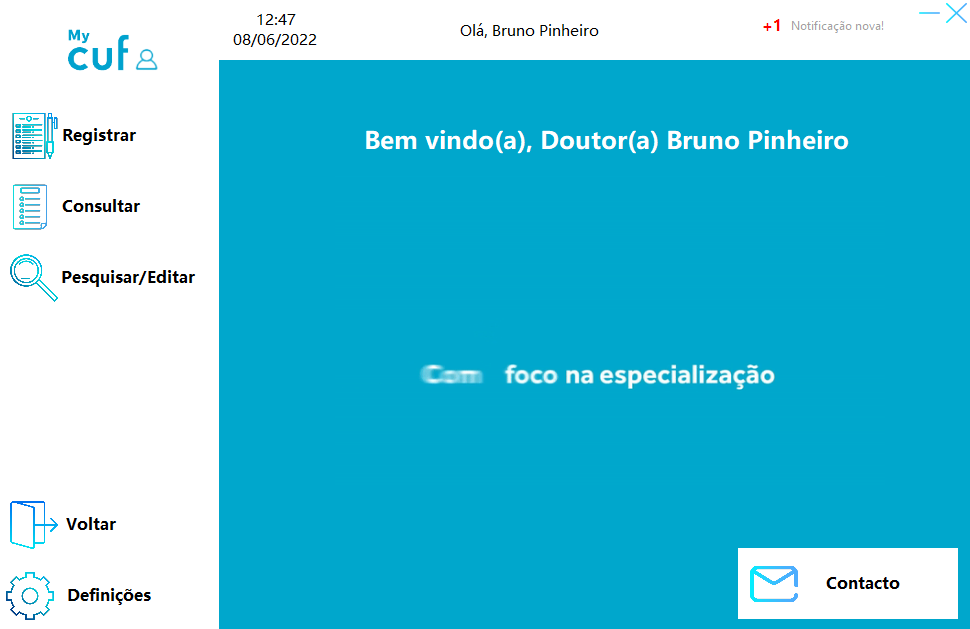 My
cuf
12:47
08/06/2022
Olá, Bruno Pinheiro
+1 Notificação nova!
Registrar
Consultar
Pesquisar/Editar
Voltar
Definições
Bem vindo(a), Doutor(a) Bruno Pinheiro
Com foco na especialização
Contacto